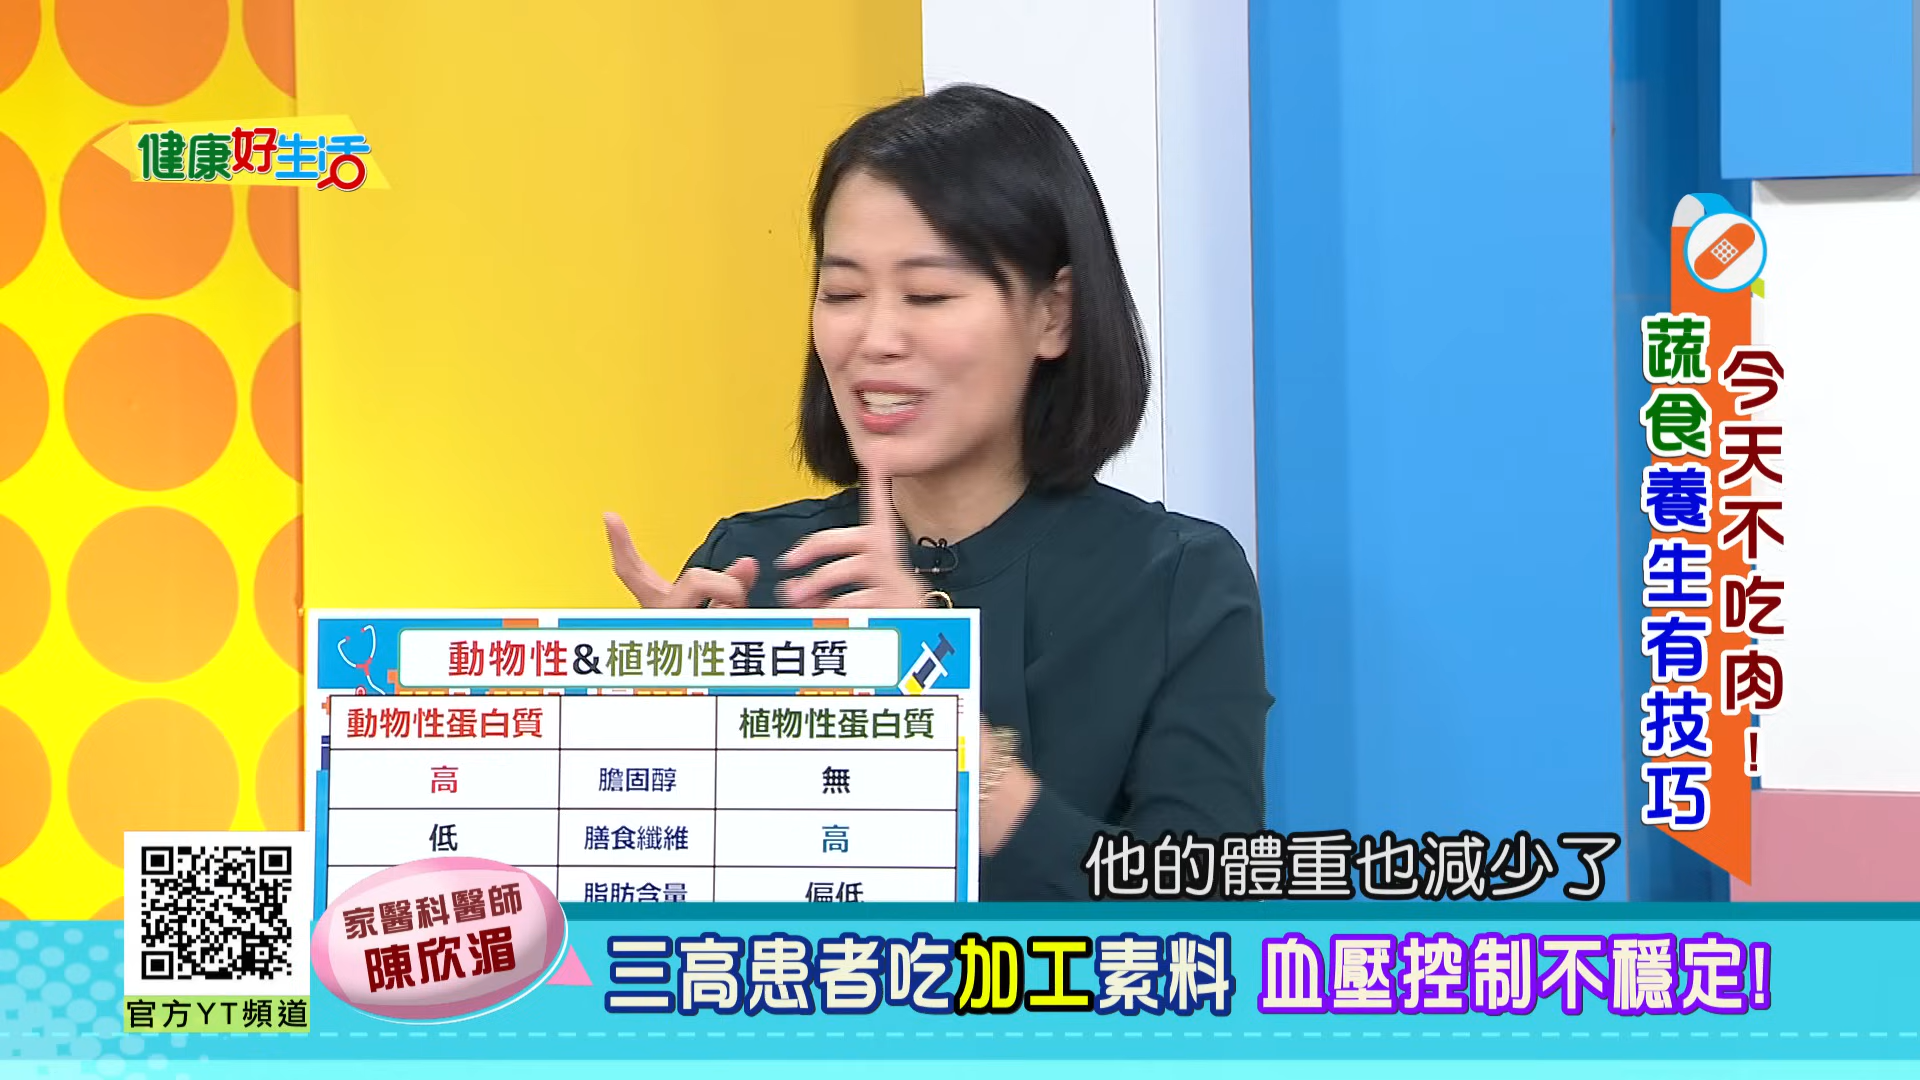 健康好生活
今天不吃肉!
蔬食養生有技巧
動物性&植物性蛋白質
動物性蛋白質 植物性蛋白質
高 膽固醇 無
低 膳食纖維 高
脂肪含量 偏低
他的體重也減少了
家醫科醫師
陳欣湄
三高患者吃加工素料 血壓控制不穩定!
官方YT頻道